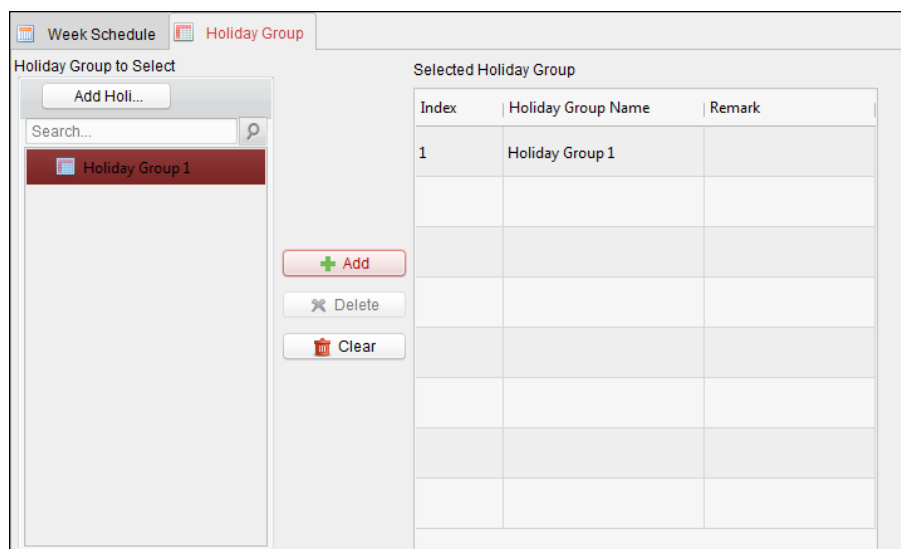 Week Schedule
Holiday Group
Holiday Group to Select
Add Holi...
Search...
Holiday Group 1
Add
Delete
Clear
Selected Holiday Group
Index Holiday Group Name Remark
1 Holiday Group 1